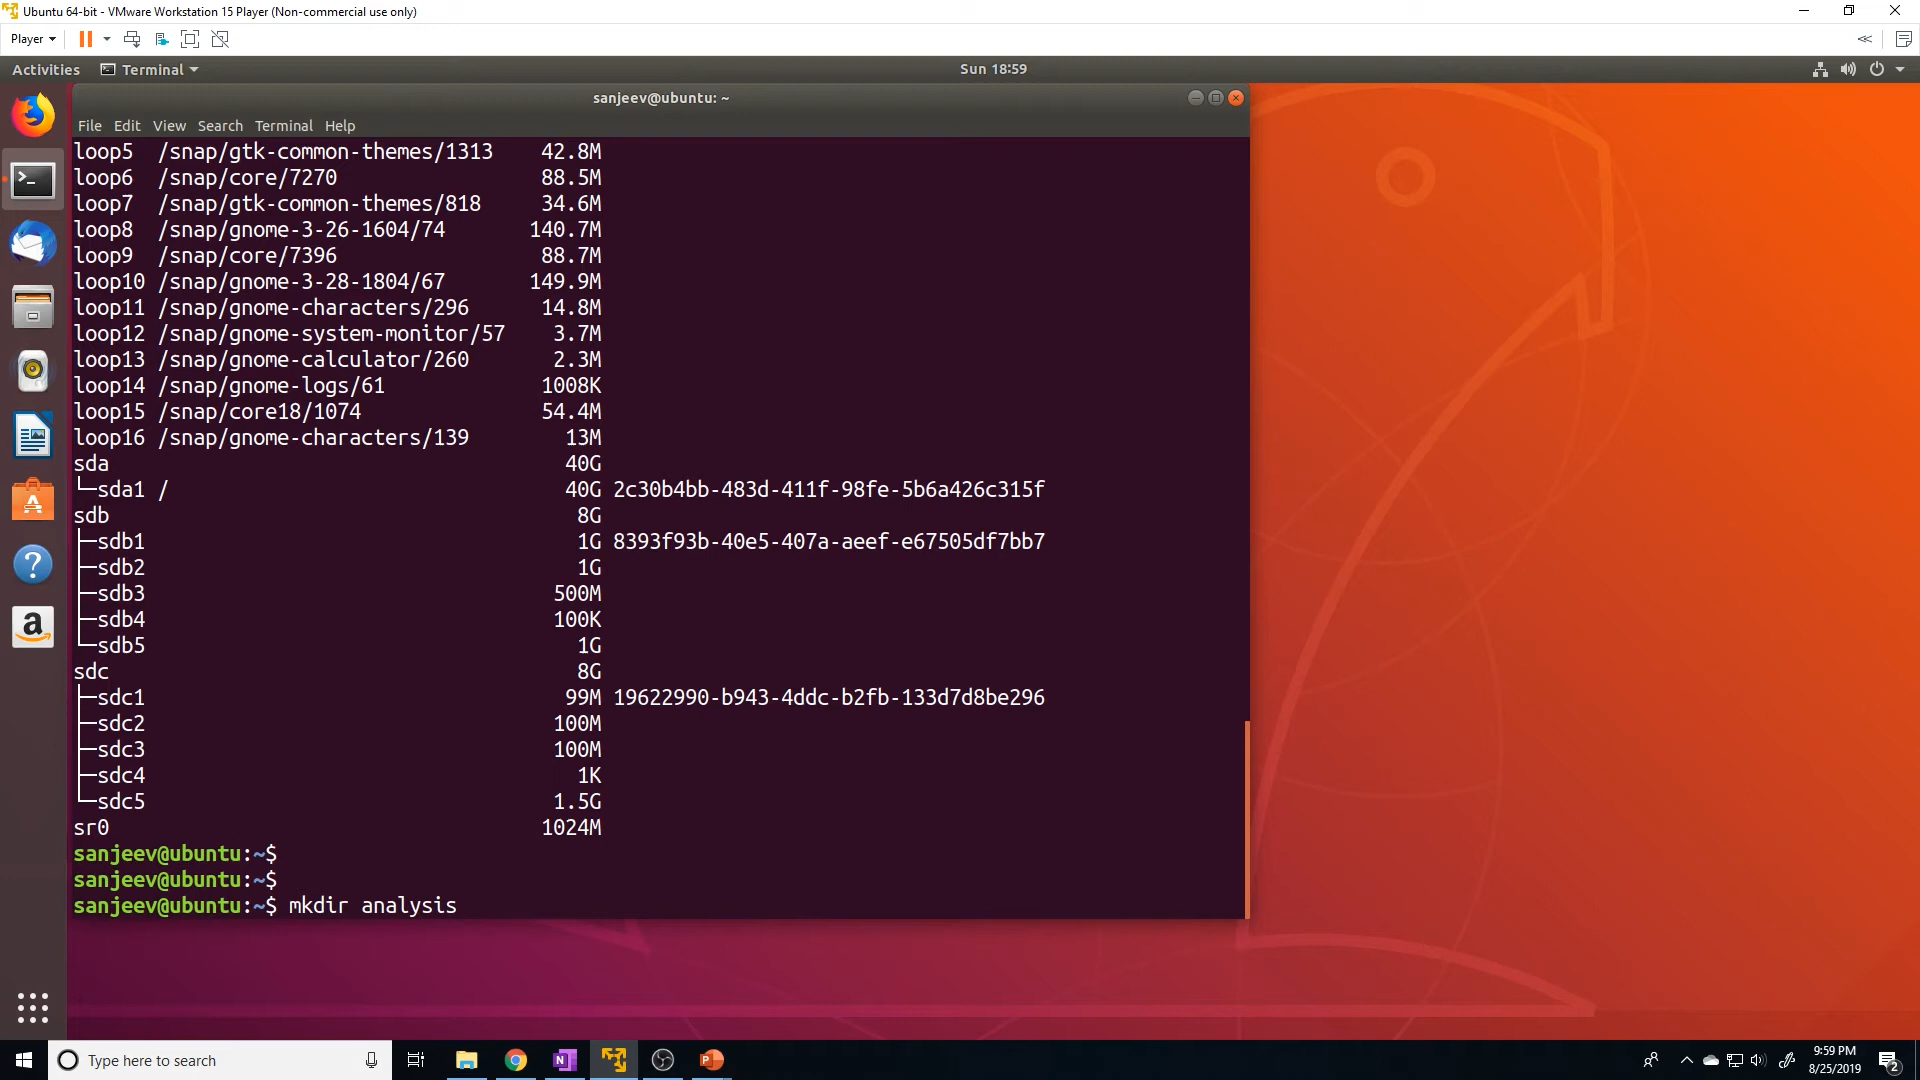 Ubuntu 64-bit - VMware Workstation 15 Player (Non-commercial use only)
Player
Activities Terminal Sun 18:59
sanjeev@ubuntu: ~
File Edit View Search Terminal Help
loop5 /snap/gtk-common-themes/1313 42.8M
loop6 /snap/core/7270 88.5M
loop7 /snap/gtk-common-themes/818 34.6M
loop8 /snap/gnome-3-26-1604/74 140.7M
loop9 /snap/core/7396 88.7M
loop10 /snap/gnome-3-28-1804/67 149.9M
loop11 /snap/gnome-characters/296 14.8M
loop12 /snap/gnome-system-monitor/57 3.7M
loop13 /snap/gnome-calculator/260 2.3M
loop14 /snap/gnome-logs/61 1008K
loop15 /snap/core18/1074 54.4M
loop16 /snap/gnome-characters/139 13M
sda 40G
└─sda1 / 40G 2c30b4bb-483d-411f-98fe-5b6a426c315f
sdb 8G
├─sdb1 1G 8393f93b-40e5-407a-aeef-e67505df7bb7
├─sdb2 1G
├─sdb3 500M
├─sdb4 100K
└─sdb5 1G
sdc 8G
├─sdc1 99M 19622990-b943-4ddc-b2fb-133d7d8be296
├─sdc2 100M
├─sdc3 100M
├─sdc4 1K
└─sdc5 1.5G
sr0 1024M
sanjeev@ubuntu:~$
sanjeev@ubuntu:~$
sanjeev@ubuntu:~$ mkdir analysis
Type here to search
9:59 PM
8/25/2019
2